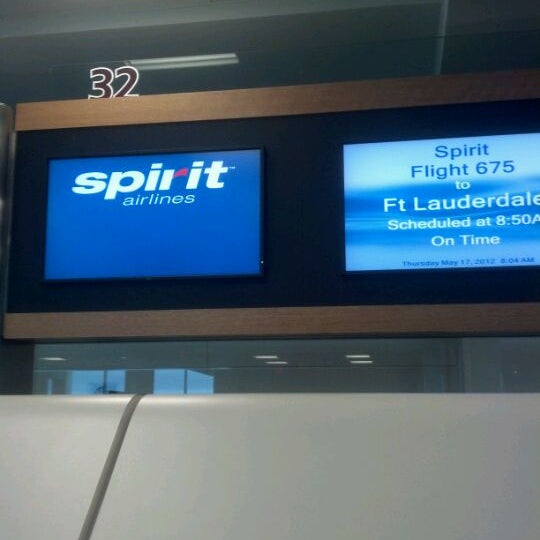 32
spirit™
airlines
Spirit
Flight 675
to
Ft Lauderdale
Scheduled at 8:50A
On Time
Thursday May 17, 2012 8:04 AM